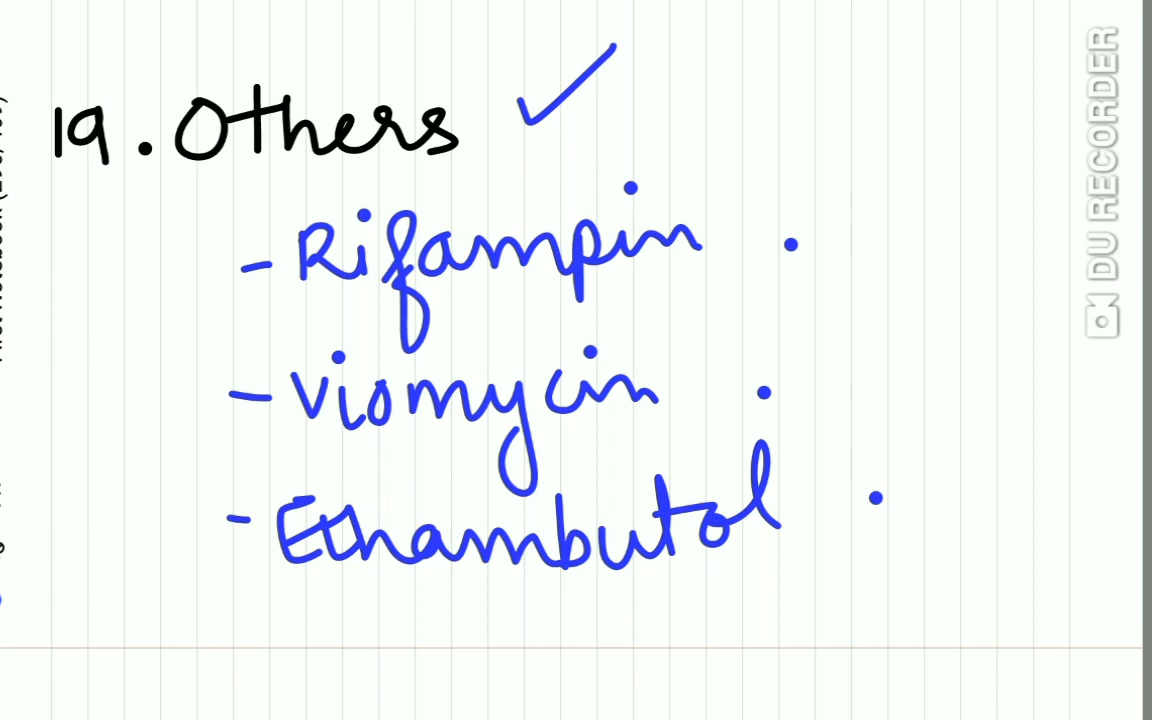 19. Others ✓
- Rifampin .
- Viomycin .
- Ethambutol .
DU RECORDER